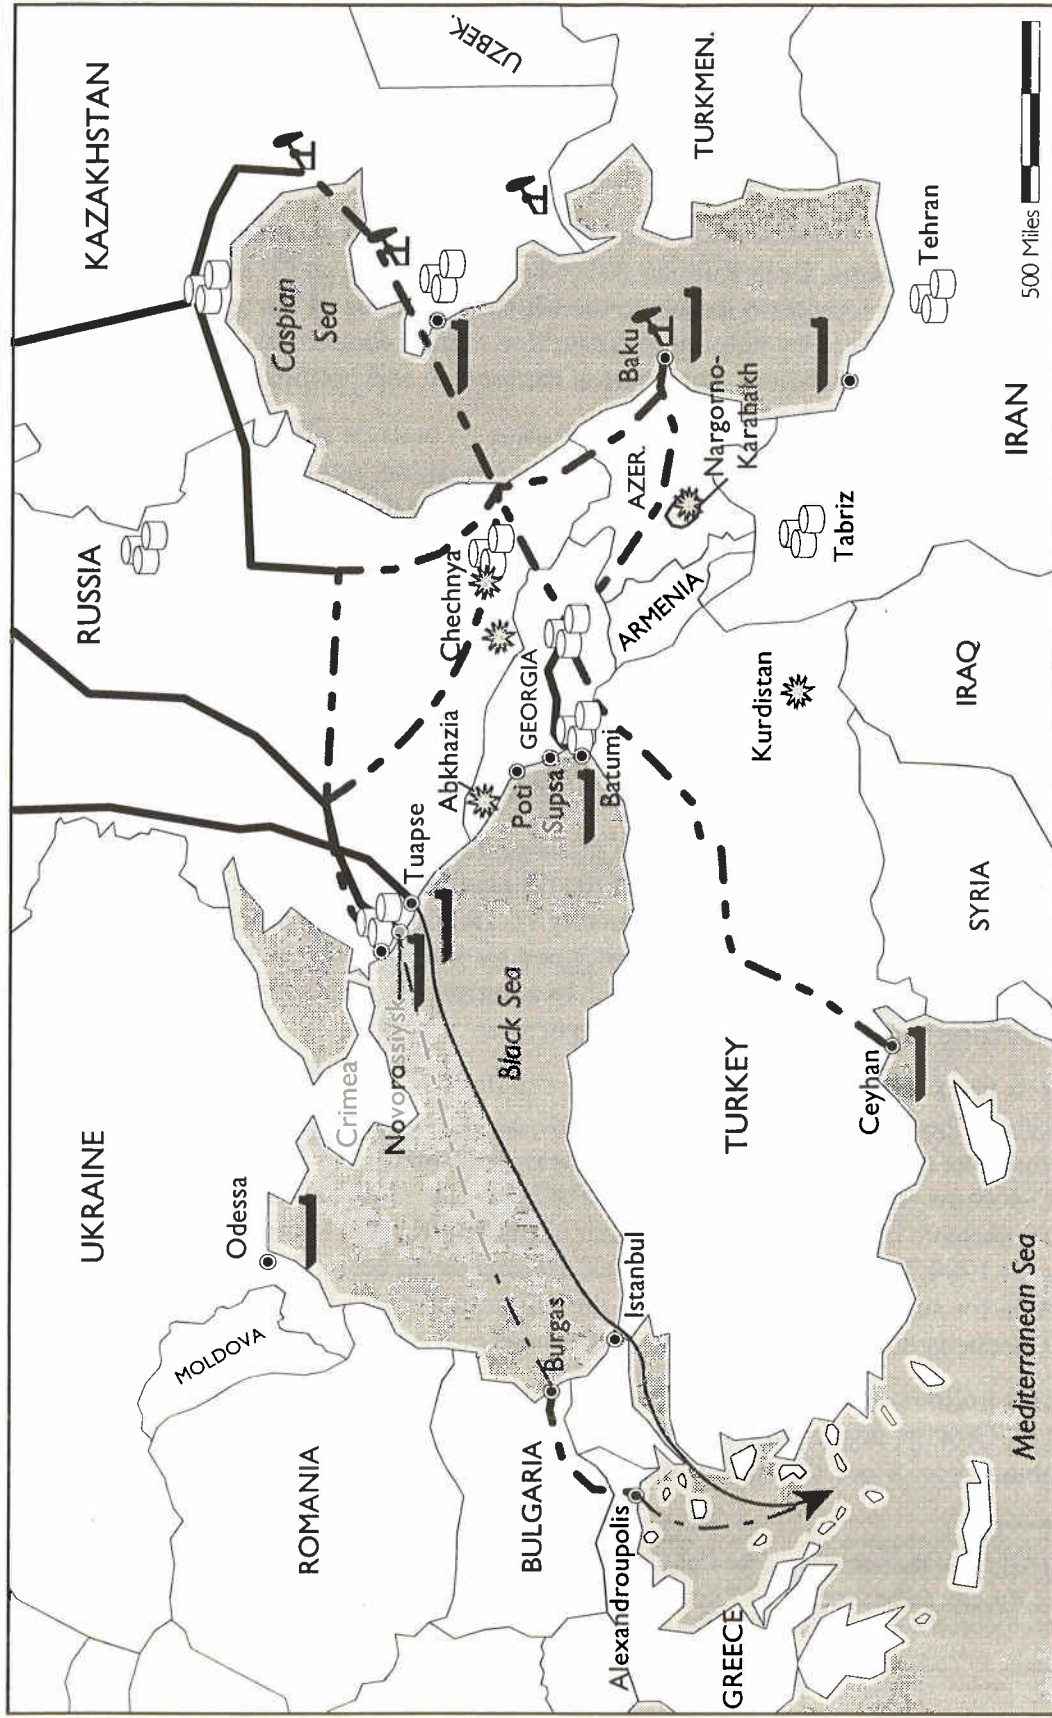 KAZAKHSTAN
UZBEK.
TURKMEN.
500 Miles
Caspian
Sea
Tehran
Baku
Nargorno-
Karabakh
AZER.
IRAN
RUSSIA
Chechnya
Tabriz
ARMENIA
GEORGIA
Abkhazia
Kurdistan
IRAQ
Poti
Supsa
Batumi
Tuapse
SYRIA
Black Sea
Novorossiysk
Crimea
UKRAINE
TURKEY
Ceyhan
Odessa
Istanbul
Burgas
MOLDOVA
Mediterranean Sea
ROMANIA
BULGARIA
Alexandroupolis
GREECE